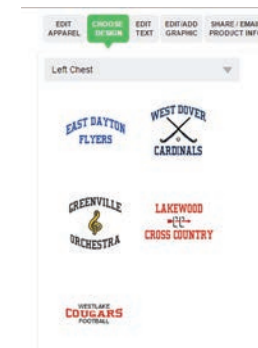 EDIT APPAREL
CHOOSE DESIGN
EDIT TEXT
EDIT/ADD GRAPHIC
SHARE / EMAIL PRODUCT INF
Left Chest
EAST DAYTON
FLYERS
WEST DOVER
CARDINALS
GREENVILLE
ORCHESTRA
LAKEWOOD
CC
CROSS COUNTRY
WESTLAKE
COUGARS
FOOTBALL